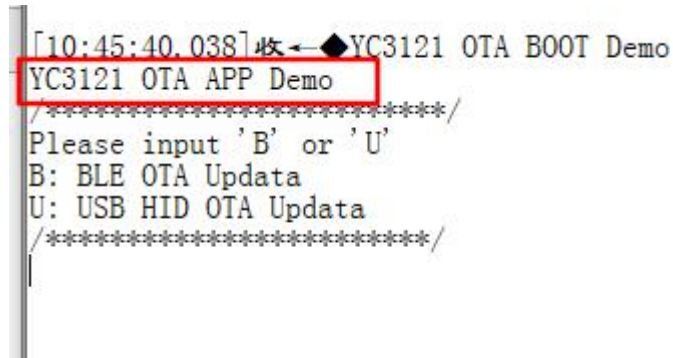 [10:45:40.038]收←◆YC3121 OTA BOOT Demo
YC3121 OTA APP Demo
/**************************/
Please input 'B' or 'U'
B: BLE OTA Updata
U: USB HID OTA Updata
/*************************/